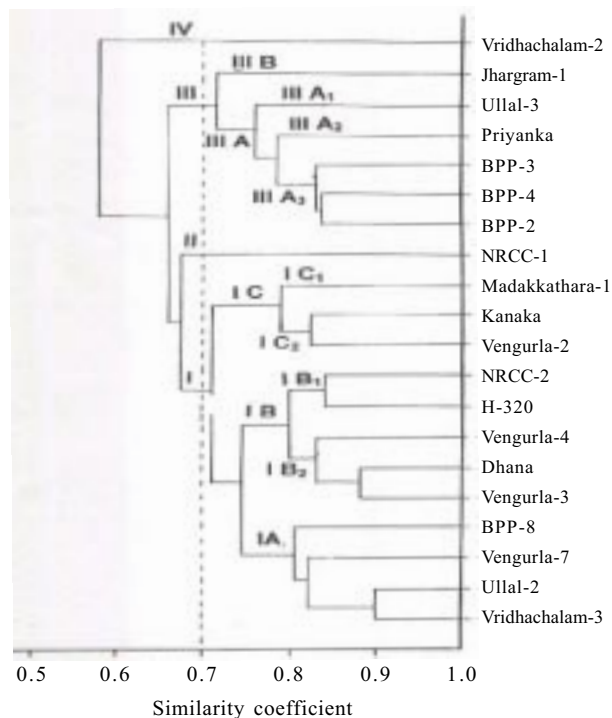 IV
Vridhachalam-2
III B
Jhargram-1
III
III A₁
Ullal-3
III A₂
Priyanka
III A
BPP-3
III A₃
BPP-4
BPP-2
II
NRCC-1
I C₁
Madakkathara-1
I C
Kanaka
I C₂
Vengurla-2
I
I B₁
NRCC-2
I B
H-320
Vengurla-4
I B₂
Dhana
Vengurla-3
IA
BPP-8
Vengurla-7
Ullal-2
Vridhachalam-3
0.5 0.6 0.7 0.8 0.9 1.0
Similarity coefficient